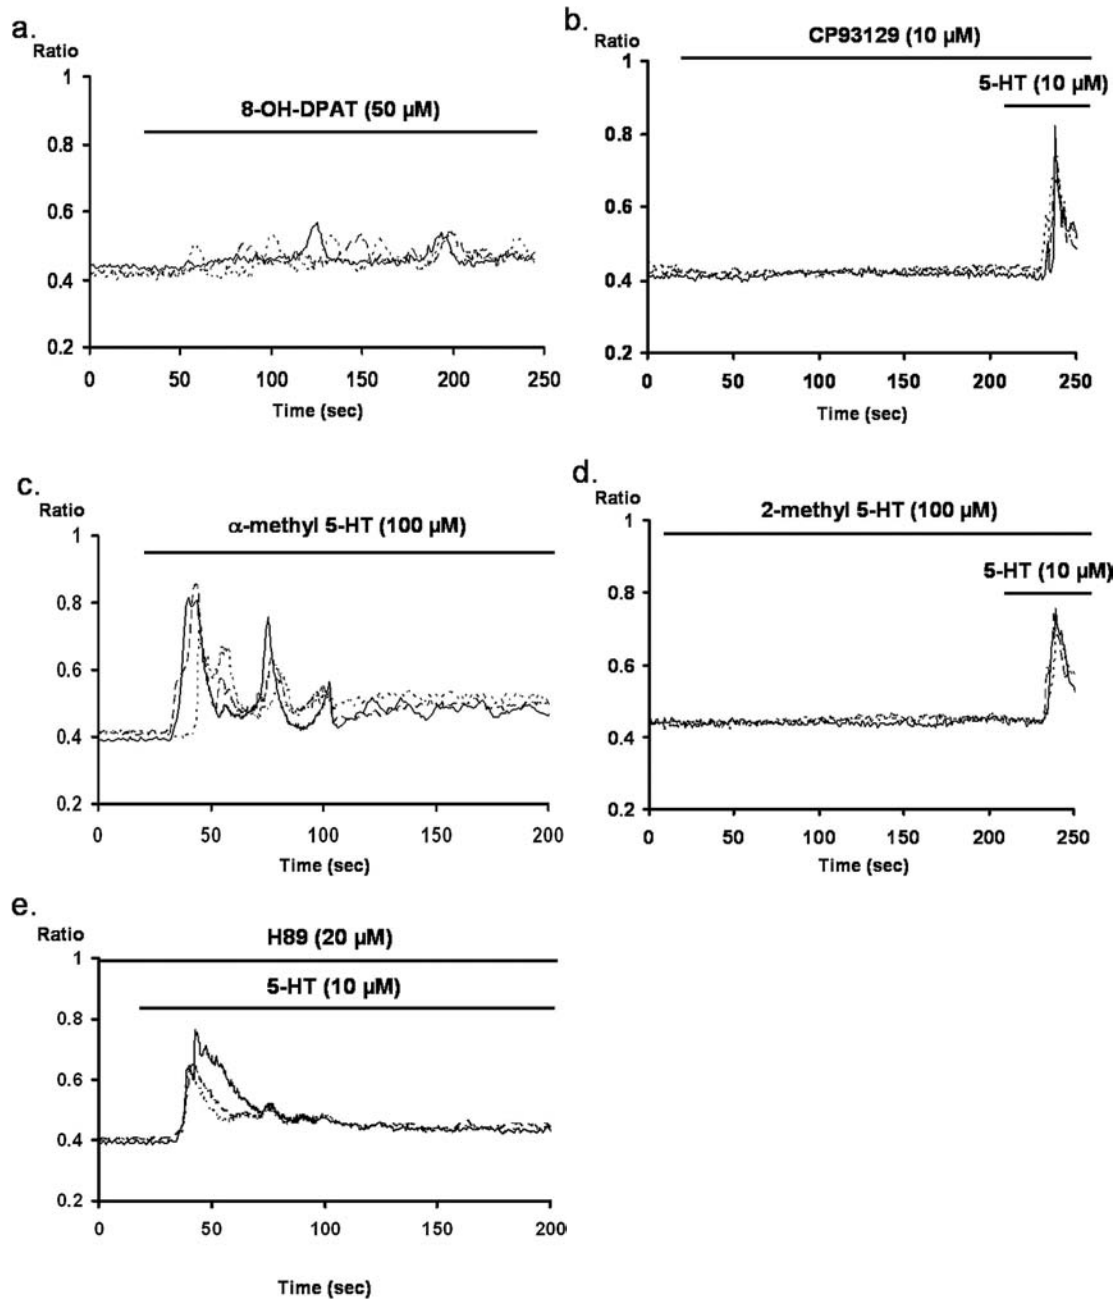 a.
Ratio
8-OH-DPAT (50 µM)
1
0.8
0.6
0.4
0.2
0 50 100 150 200 250
Time (sec)
b.
Ratio
CP93129 (10 µM)
5-HT (10 µM)
1
0.8
0.6
0.4
0.2
0 50 100 150 200 250
Time (sec)
c.
Ratio
α-methyl 5-HT (100 µM)
1
0.8
0.6
0.4
0.2
0 50 100 150 200
Time (sec)
d.
Ratio
2-methyl 5-HT (100 µM)
5-HT (10 µM)
1
0.8
0.6
0.4
0.2
0 50 100 150 200 250
Time (sec)
e.
Ratio
H89 (20 µM)
5-HT (10 µM)
1
0.8
0.6
0.4
0.2
0 50 100 150 200
Time (sec)